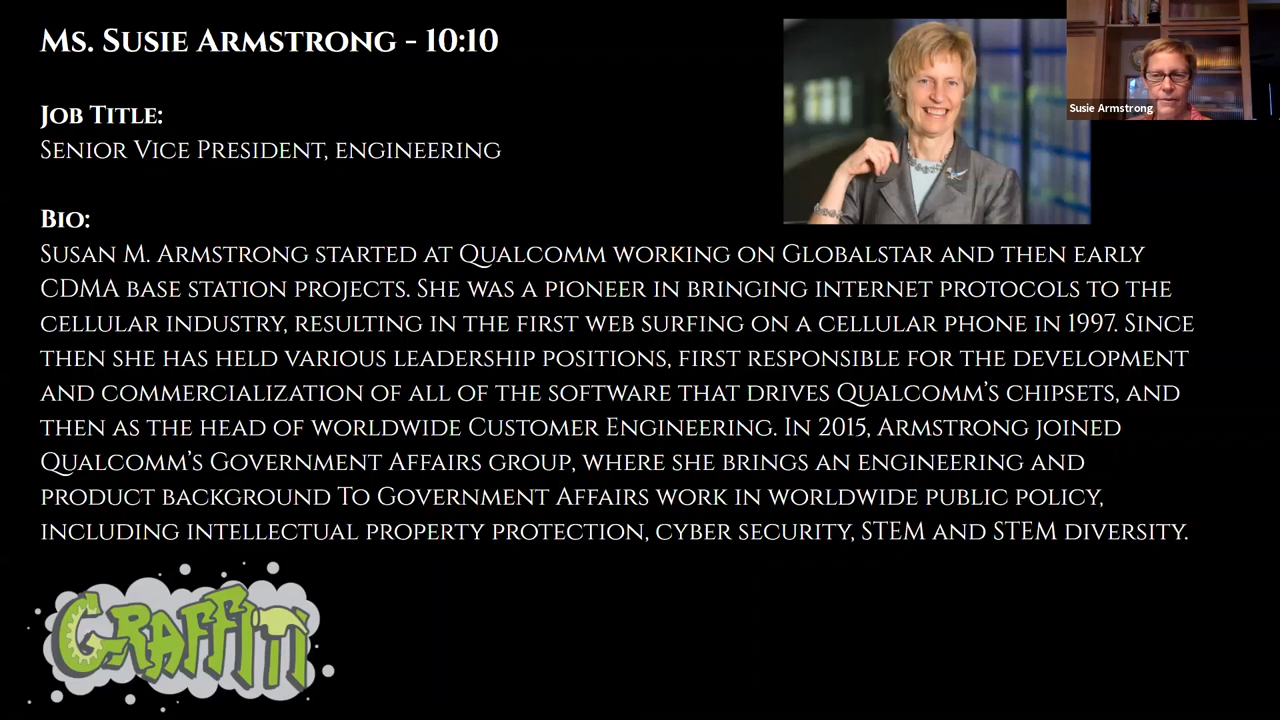 Ms. Susie Armstrong - 10:10
Susie Armstrong
Job Title:
Senior Vice President, engineering
Bio:
Susan M. Armstrong started at Qualcomm working on Globalstar and then early
CDMA base station projects. She was a pioneer in bringing internet protocols to the
cellular industry, resulting in the first web surfing on a cellular phone in 1997. Since
then she has held various leadership positions, first responsible for the development
and commercialization of all of the software that drives Qualcomm’s chipsets, and
then as the head of worldwide Customer Engineering. In 2015, Armstrong joined
Qualcomm’s Government Affairs group, where she brings an engineering and
product background To Government Affairs work in worldwide public policy,
including intellectual property protection, cyber security, STEM and STEM diversity.
GRAFFITI